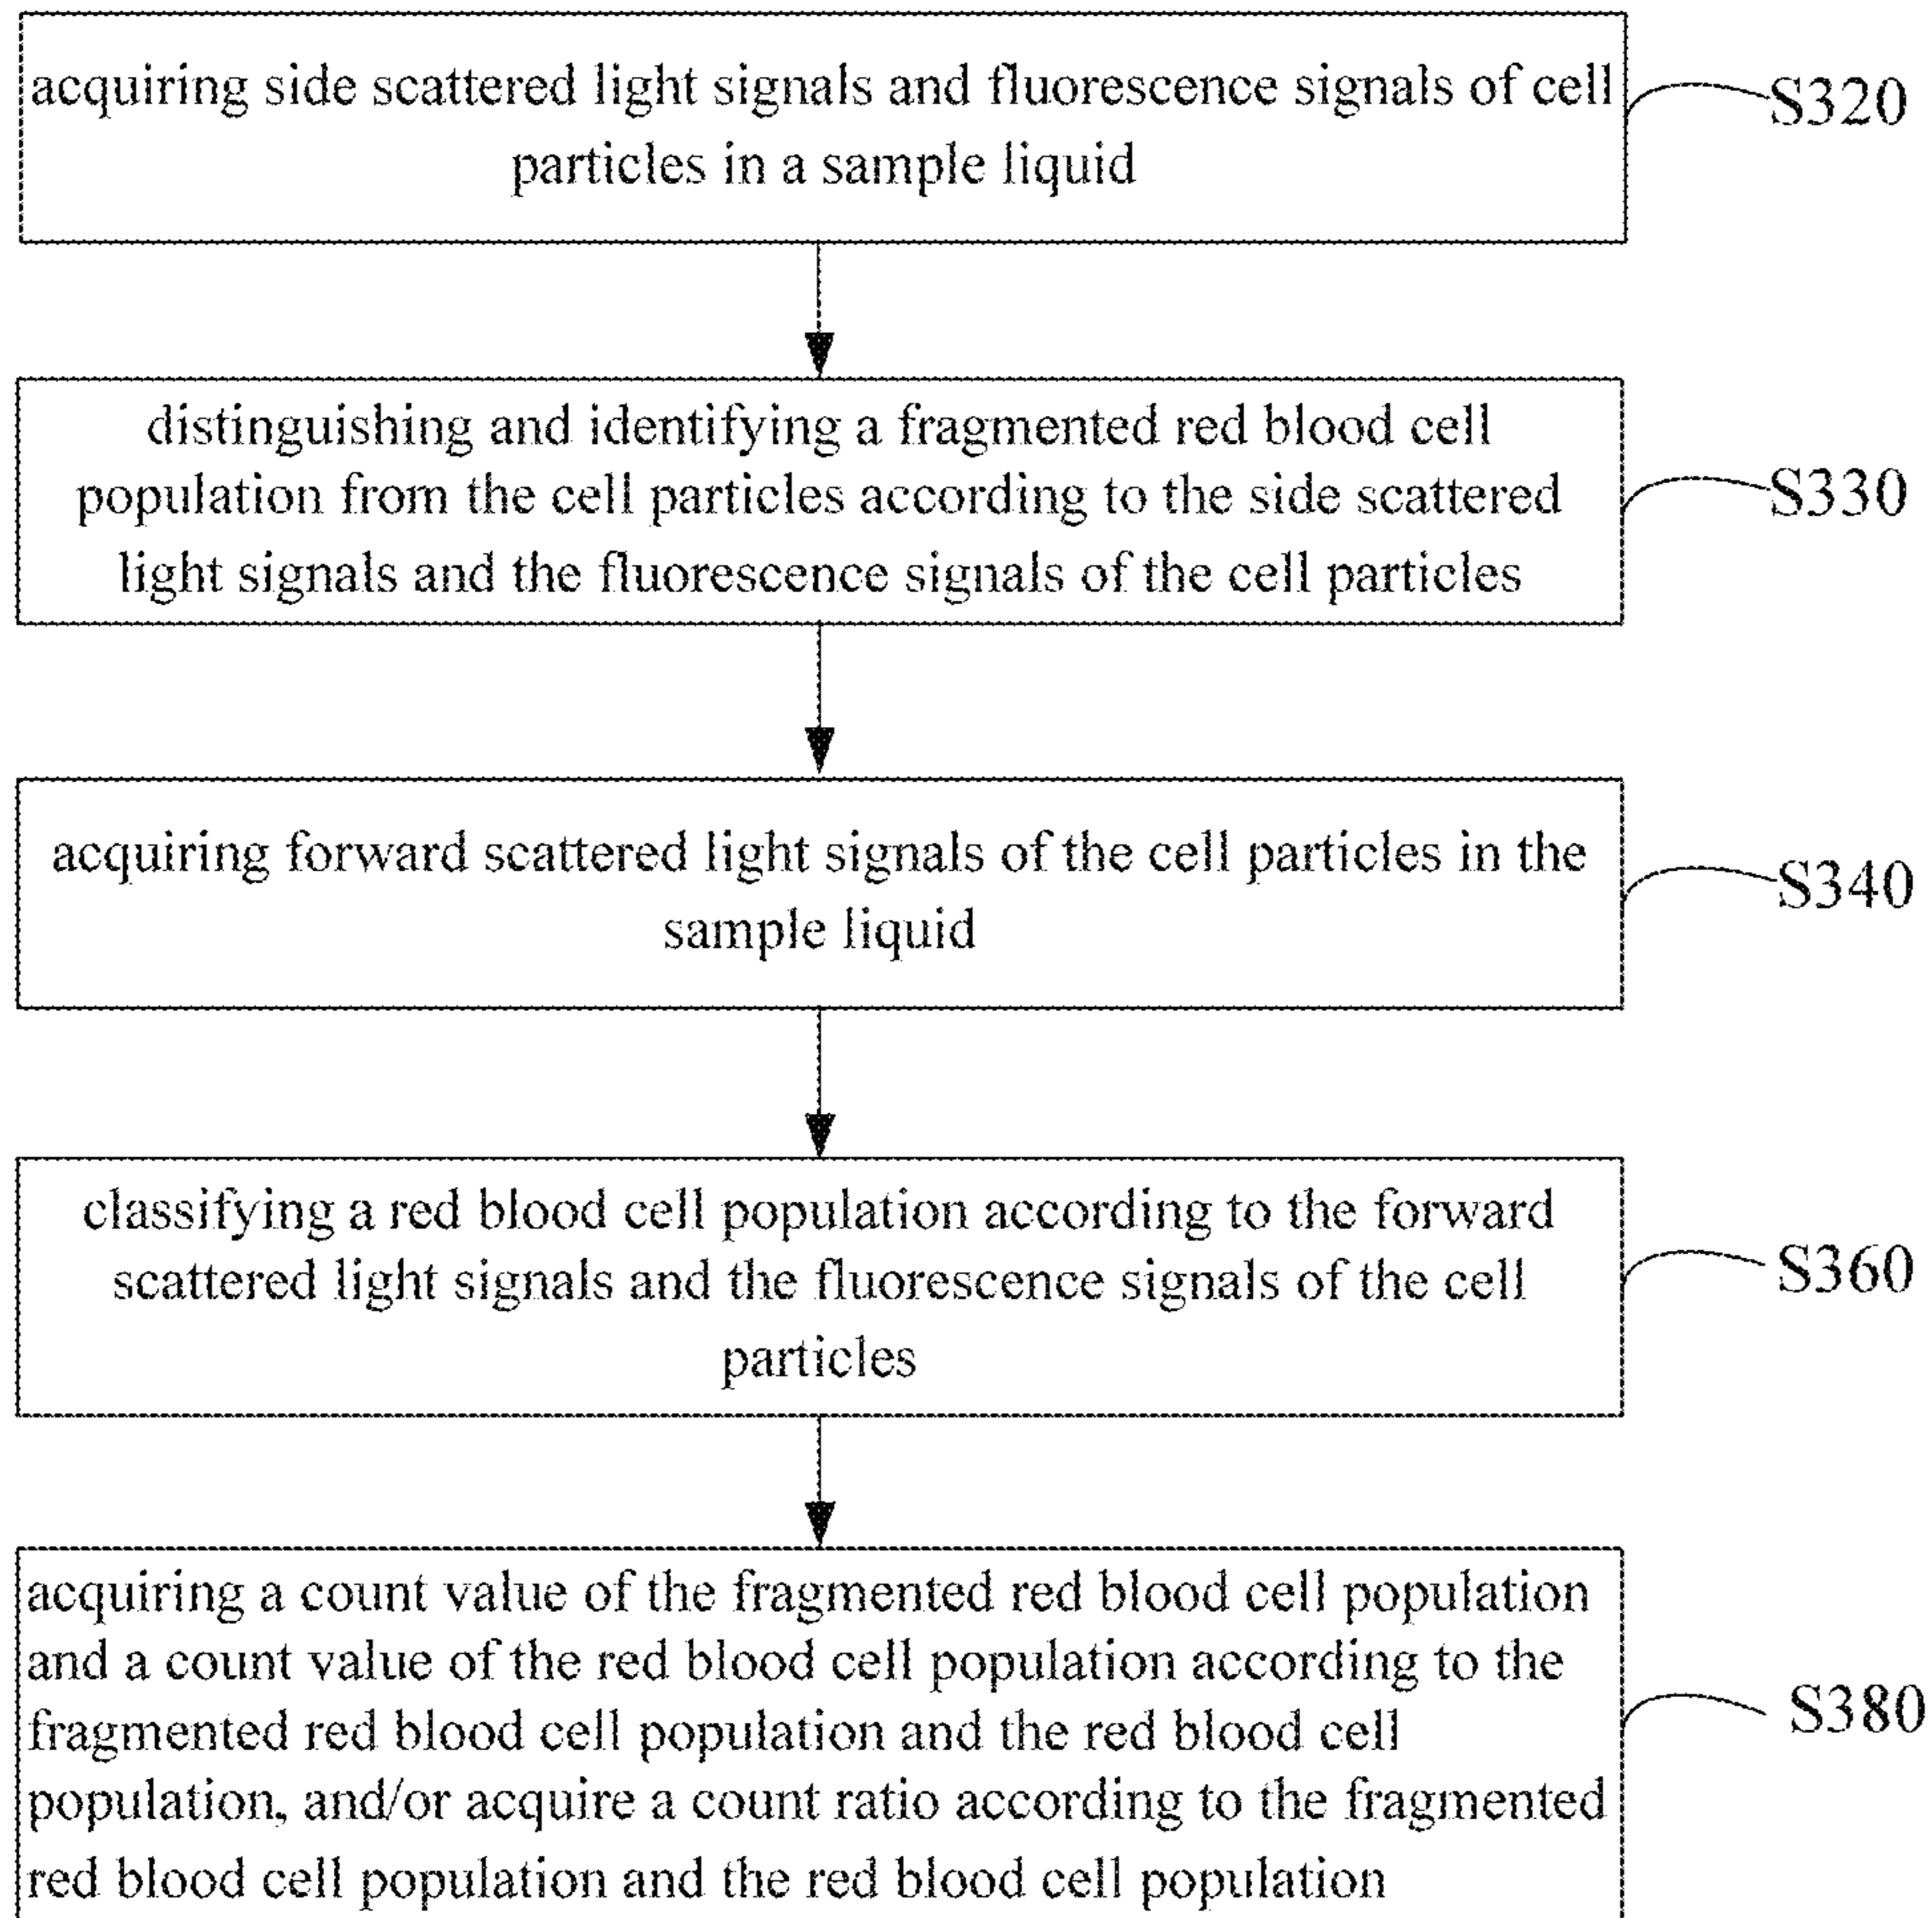 acquiring side scattered light signals and fluorescence signals of cell
particles in a sample liquid
S320
distinguishing and identifying a fragmented red blood cell
population from the cell particles according to the side scattered
light signals and the fluorescence signals of the cell particles
S330
acquiring forward scattered light signals of the cell particles in the
sample liquid
S340
classifying a red blood cell population according to the forward
scattered light signals and the fluorescence signals of the cell
particles
S360
acquiring a count value of the fragmented red blood cell population
and a count value of the red blood cell population according to the
fragmented red blood cell population and the red blood cell
population, and/or acquire a count ratio according to the fragmented
red blood cell population and the red blood cell population
S380